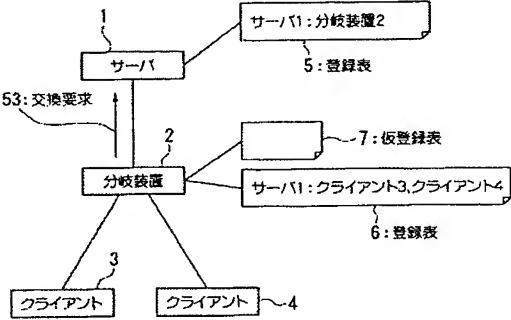 1
サーバ1:分岐装置2
サーバ
5:登録表
53:交換要求
2
7:仮登録表
分岐装置
サーバ1:クライアント3、クライアント4
6:登録表
3
クライアント
クライアント
4